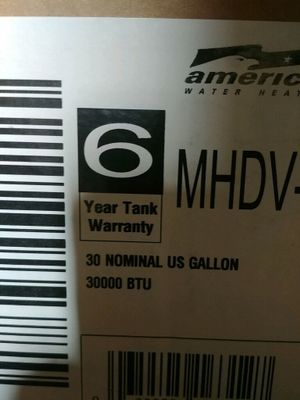 americ
WATER HEAT
6
MHDV-
Year Tank
Warranty
30 NOMINAL US GALLON
30000 BTU